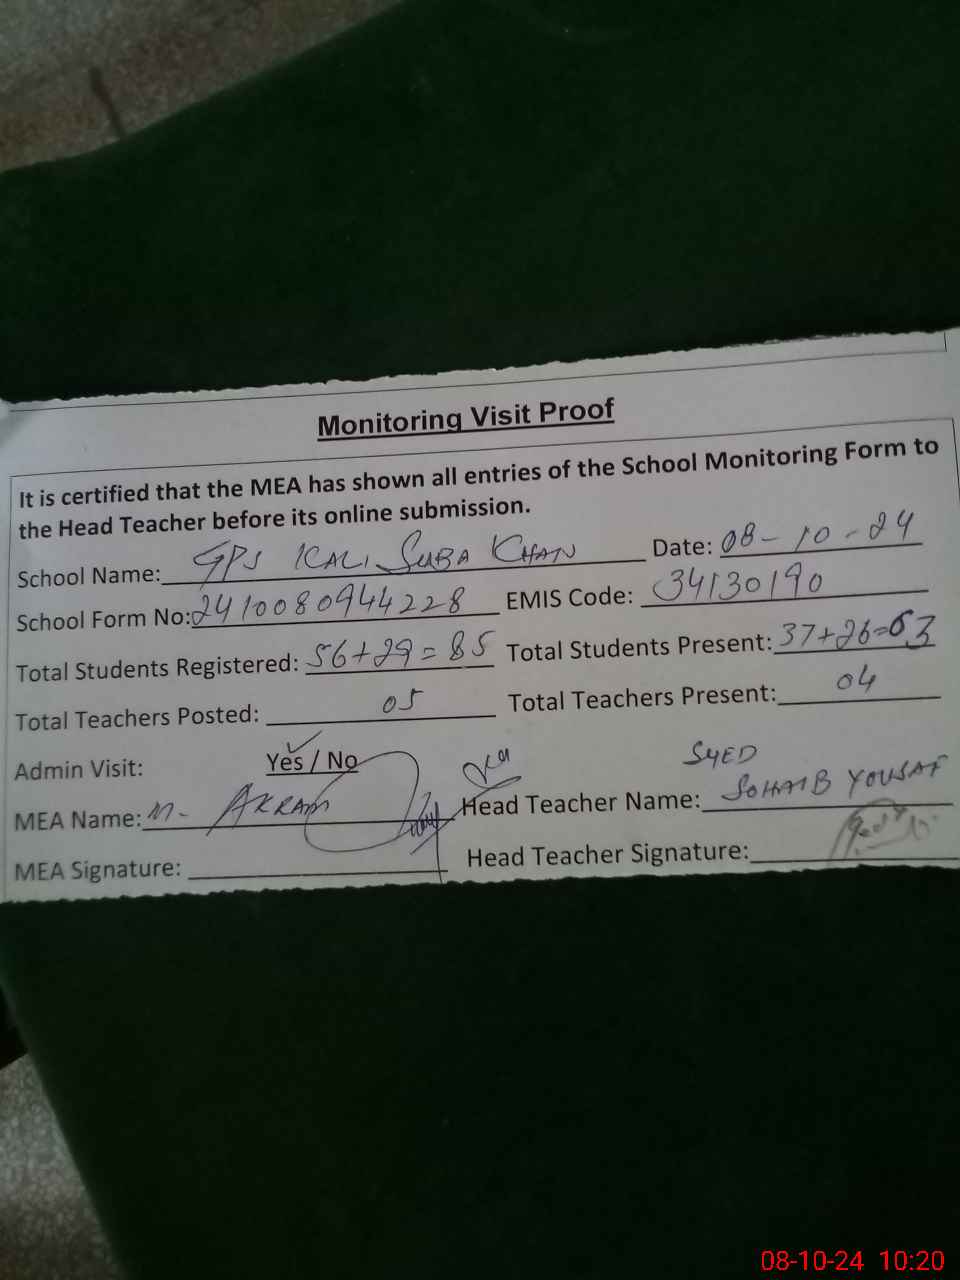 Monitoring Visit Proof
It is certified that the MEA has shown all entries of the School Monitoring Form to
the Head Teacher before its online submission.
School Name: GPS KALI SUBA KHAN Date: 08-10-24
School Form No: 2410080944228 EMIS Code: 34130190
Total Students Registered: 56+29=85 Total Students Present: 37+26=63
Total Teachers Posted: 05 Total Teachers Present: 04
Admin Visit: Yes / No
MEA Name: M. AKRAM Head Teacher Name: SYED SOHAIB YOUSAF
MEA Signature: Head Teacher Signature:
08-10-24 10:20